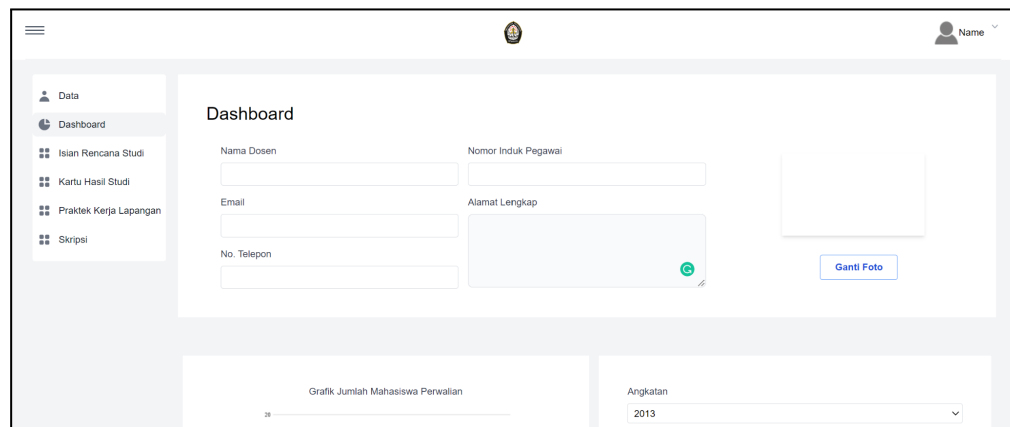 Name
Data
Dashboard
Isian Rencana Studi
Kartu Hasil Studi
Praktek Kerja Lapangan
Skripsi
Dashboard
Nama Dosen
Nomor Induk Pegawai
Email
Alamat Lengkap
No. Telepon
Ganti Foto
Grafik Jumlah Mahasiswa Perwalian
20
Angkatan
2013